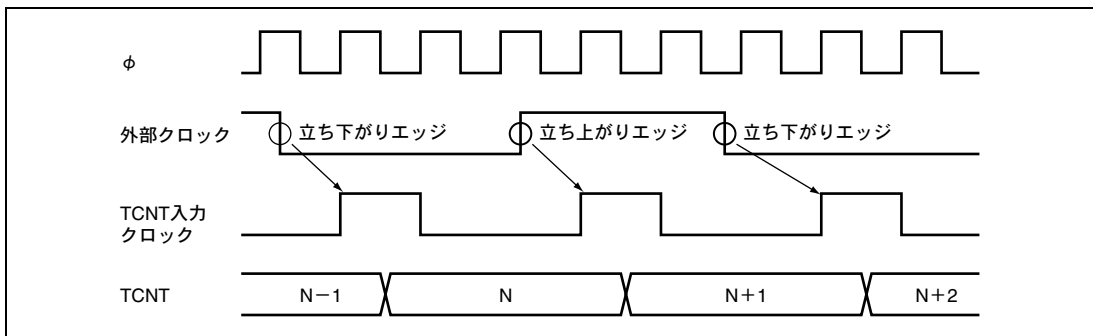 φ
外部クロック
立ち下がりエッジ
立ち上がりエッジ
立ち下がりエッジ
TCNT入力
クロック
TCNT
N−1
N
N+1
N+2